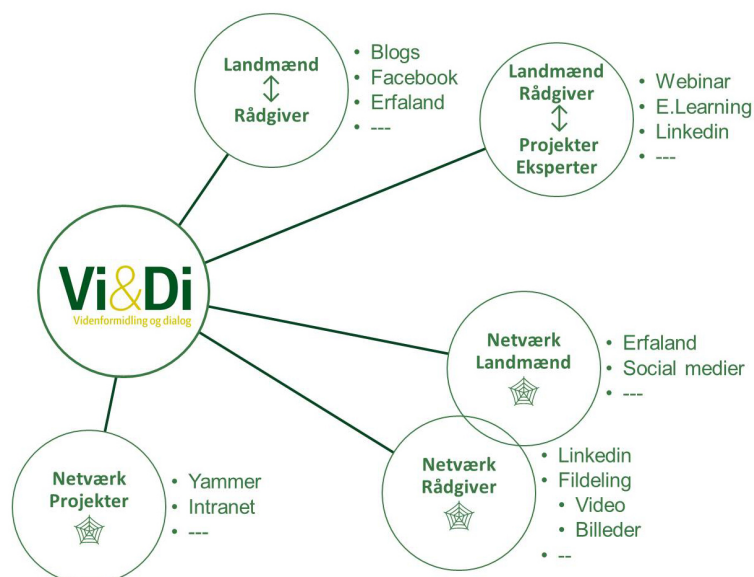 Landmænd
Rådgiver
• Blogs
• Facebook
• Erfaland
• ---
Landmænd
Rådgiver
Projekter
Eksperter
• Webinar
• E.Learning
• Linkedin
• ---
Vi&Di
Videnformidling og dialog
Netværk
Landmænd
• Erfaland
• Social medier
• ---
Netværk
Rådgiver
• Linkedin
• Fildeling
• Video
• Billeder
• --
Netværk
Projekter
• Yammer
• Intranet
• ---